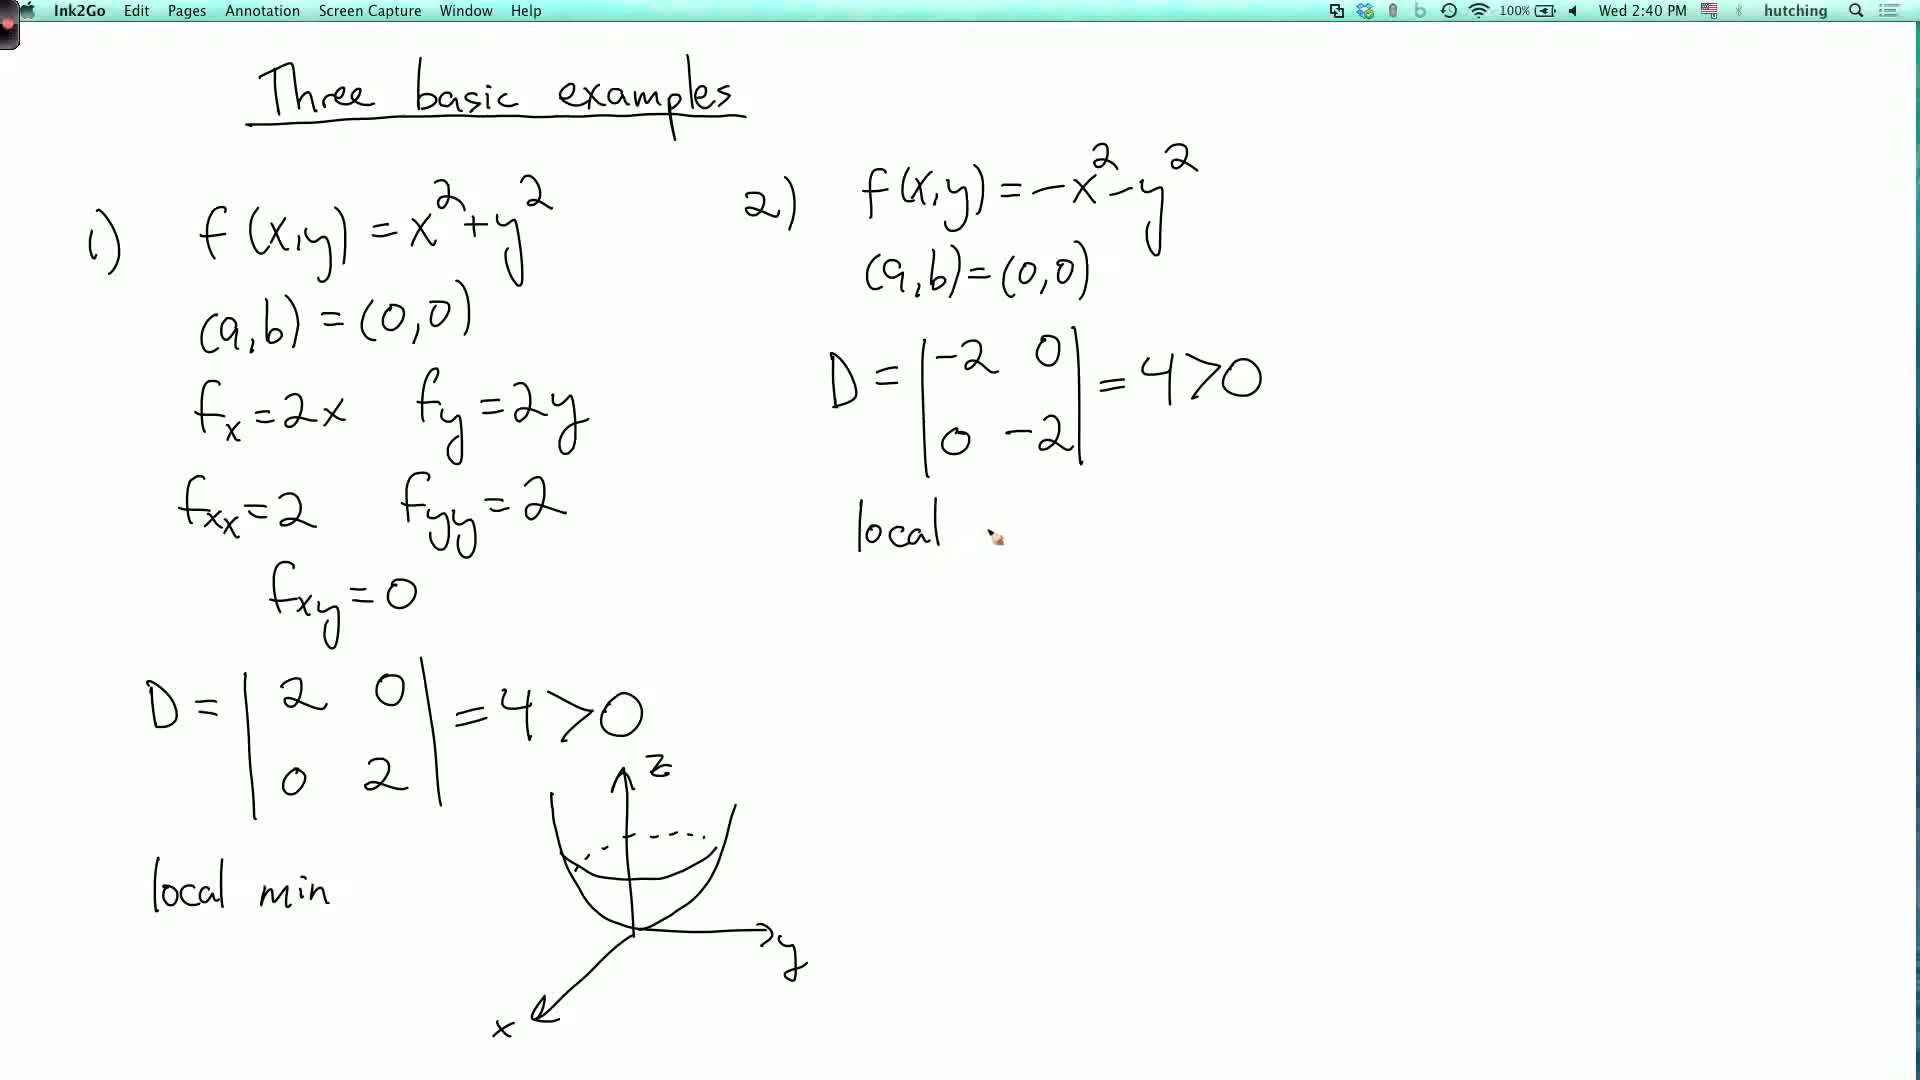 Ink2Go Edit Pages Annotation Screen Capture Window Help 100% Wed 2:40 PM hutching
Three basic examples
1) f(x,y) = x² + y²
(a,b) = (0,0)
fₓ = 2x f_y = 2y
fₓₓ = 2 f_yy = 2
f_xy = 0
D = | 2 0 | = 4 > 0
| 0 2 |
local min
z
y
x
2) f(x,y) = -x² - y²
(a,b) = (0,0)
D = | -2 0 | = 4 > 0
| 0 -2 |
local